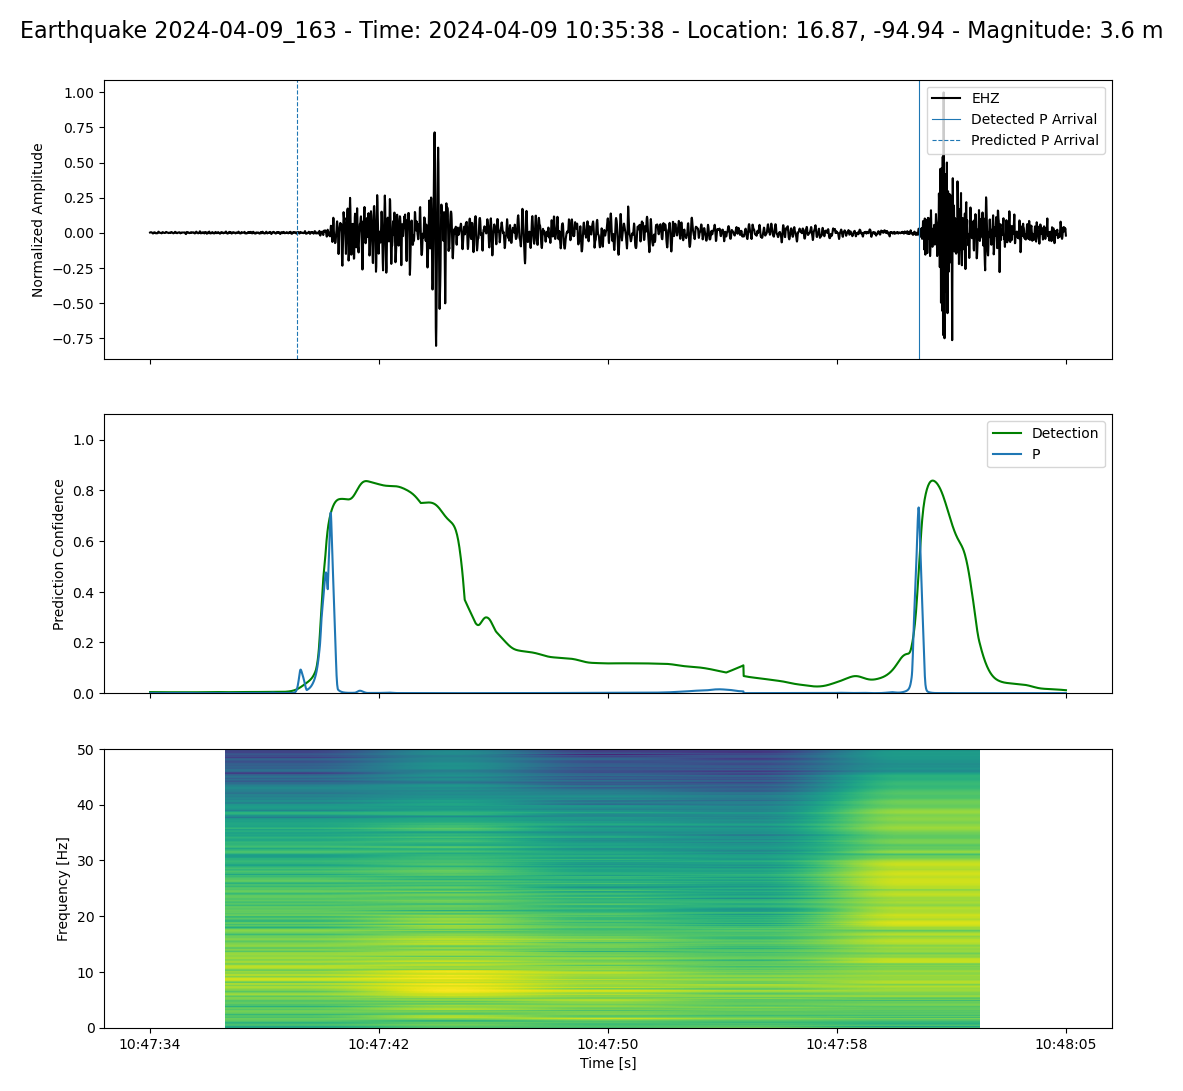 Earthquake 2024-04-09_163 - Time: 2024-04-09 10:35:38 - Location: 16.87, -94.94 - Magnitude: 3.6 m
1.00
0.75
0.50
0.25
0.00
−0.25
−0.50
−0.75
Normalized Amplitude
EHZ
Detected P Arrival
Predicted P Arrival
1.0
0.8
0.6
0.4
0.2
0.0
Prediction Confidence
Detection
P
50
40
30
20
10
0
Frequency [Hz]
10:47:34
10:47:42
10:47:50
10:47:58
10:48:05
Time [s]